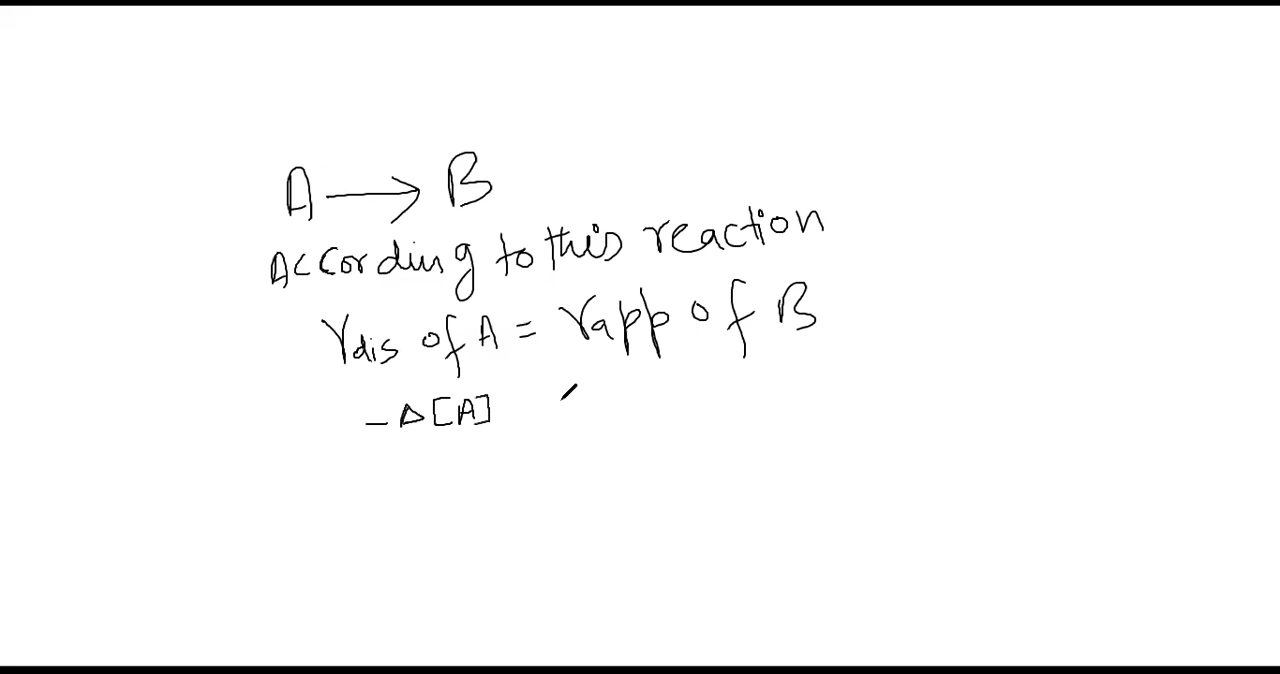 A → B
According to this reaction
rdis of A = rapp of B
-Δ[A]